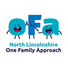 oFa
North Lincolnshire
One Family Approach